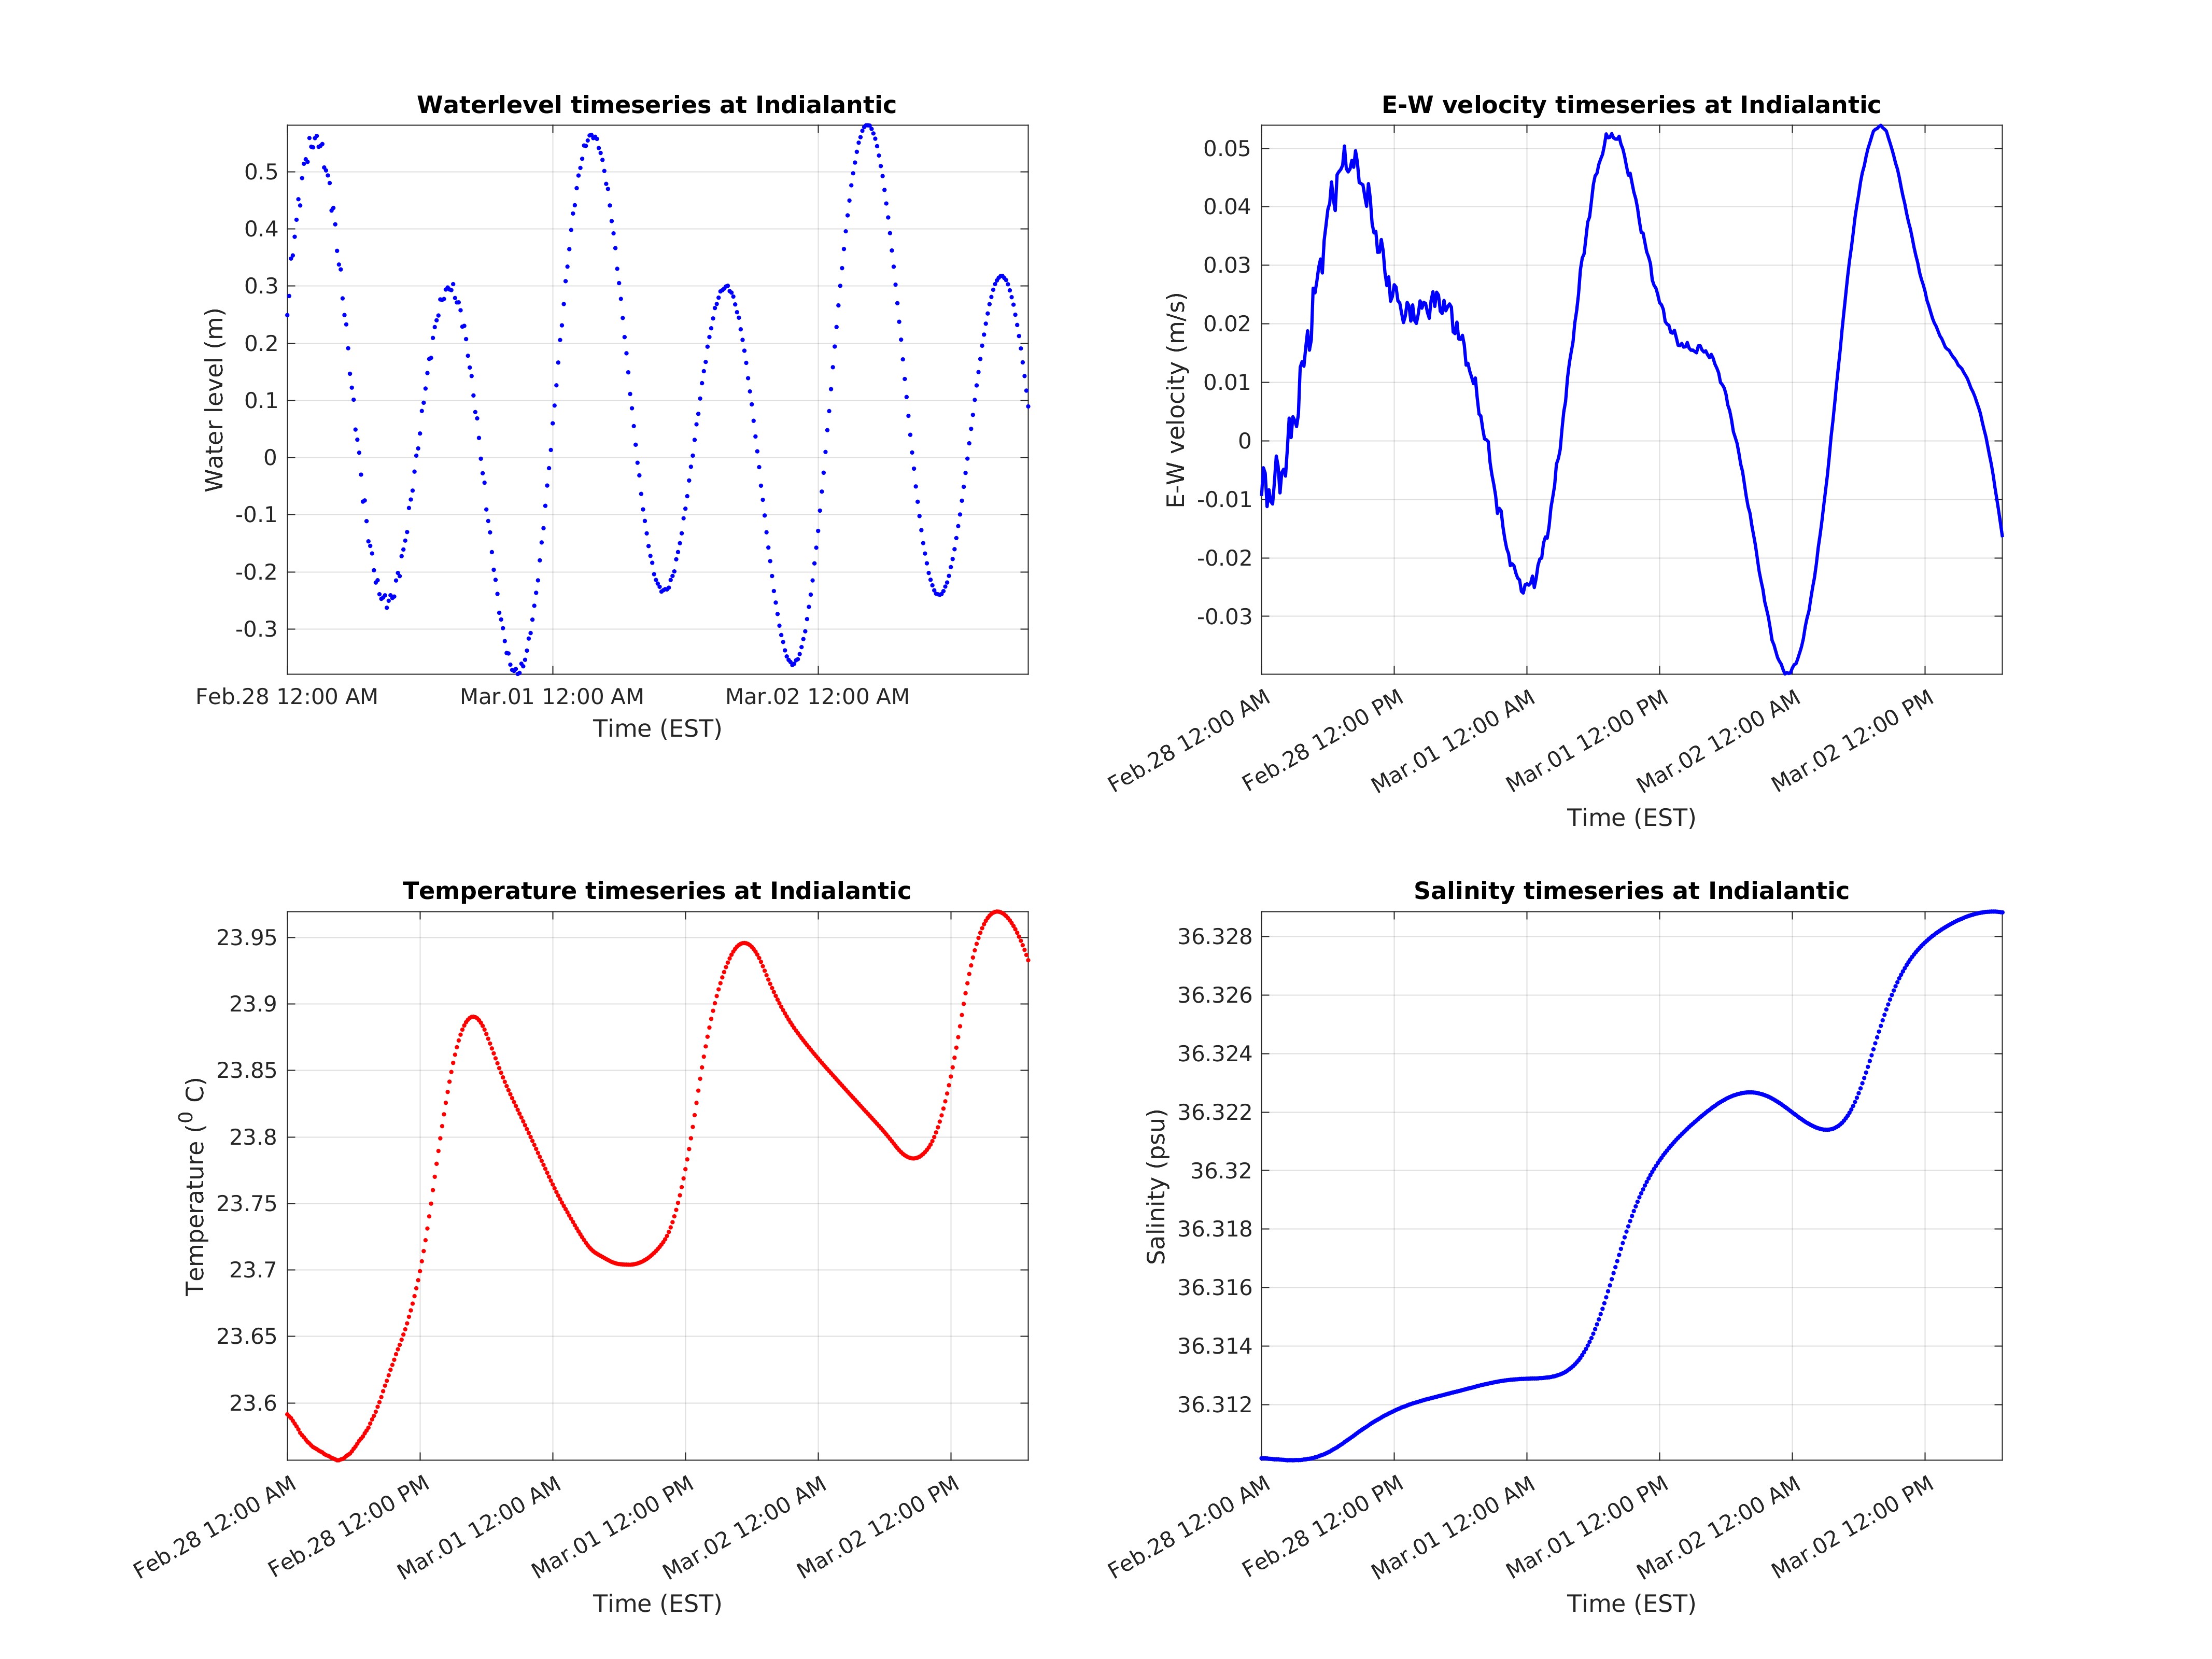 Waterlevel timeseries at Indialantic
Water level (m)
0.5
0.4
0.3
0.2
0.1
0
-0.1
-0.2
-0.3
Feb.28 12:00 AM
Mar.01 12:00 AM
Mar.02 12:00 AM
Time (EST)
E-W velocity timeseries at Indialantic
E-W velocity (m/s)
0.05
0.04
0.03
0.02
0.01
0
-0.01
-0.02
-0.03
Feb.28 12:00 AM
Feb.28 12:00 PM
Mar.01 12:00 AM
Mar.01 12:00 PM
Mar.02 12:00 AM
Mar.02 12:00 PM
Time (EST)
Temperature timeseries at Indialantic
Temperature (⁰ C)
23.95
23.9
23.85
23.8
23.75
23.7
23.65
23.6
Feb.28 12:00 AM
Feb.28 12:00 PM
Mar.01 12:00 AM
Mar.01 12:00 PM
Mar.02 12:00 AM
Mar.02 12:00 PM
Time (EST)
Salinity timeseries at Indialantic
Salinity (psu)
36.328
36.326
36.324
36.322
36.32
36.318
36.316
36.314
36.312
Feb.28 12:00 AM
Feb.28 12:00 PM
Mar.01 12:00 AM
Mar.01 12:00 PM
Mar.02 12:00 AM
Mar.02 12:00 PM
Time (EST)